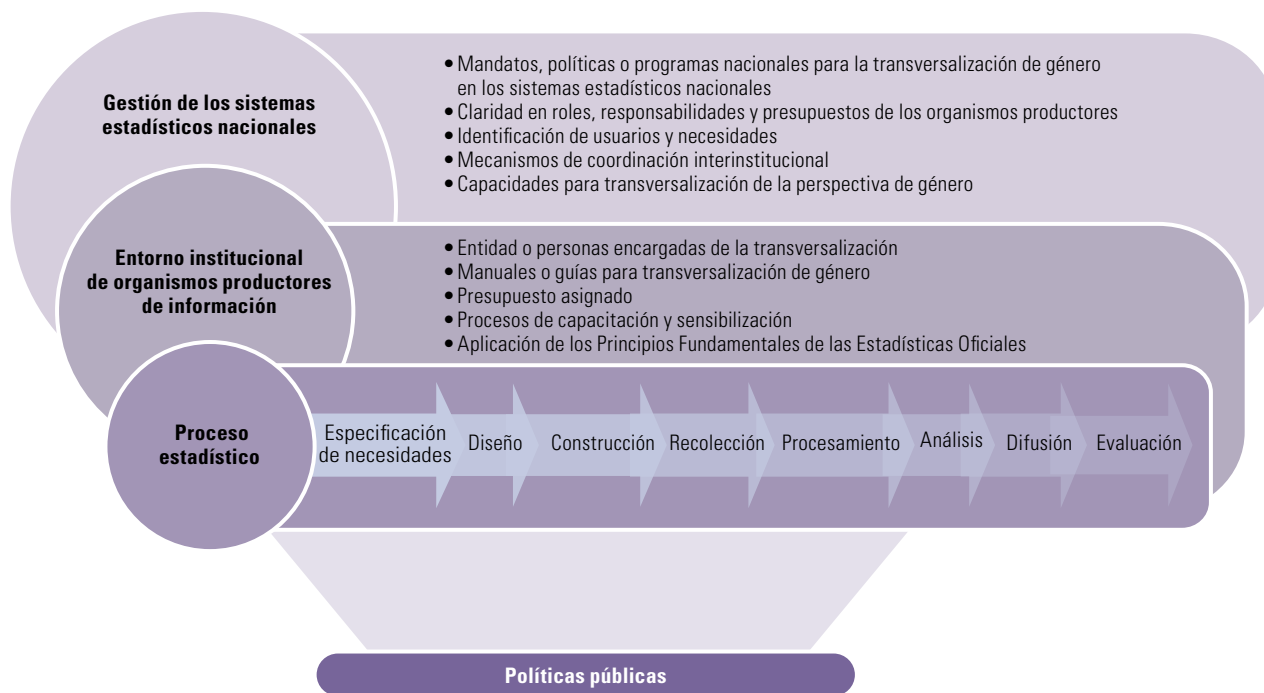 Gestión de los sistemas
estadísticos nacionales
• Mandatos, políticas o programas nacionales para la transversalización de género
en los sistemas estadísticos nacionales
• Claridad en roles, responsabilidades y presupuestos de los organismos productores
• Identificación de usuarios y necesidades
• Mecanismos de coordinación interinstitucional
• Capacidades para transversalización de la perspectiva de género
Entorno institucional
de organismos productores
de información
• Entidad o personas encargadas de la transversalización
• Manuales o guías para transversalización de género
• Presupuesto asignado
• Procesos de capacitación y sensibilización
• Aplicación de los Principios Fundamentales de las Estadísticas Oficiales
Proceso
estadístico
Especificación
de necesidades
Diseño
Construcción
Recolección
Procesamiento
Análisis
Difusión
Evaluación
Políticas públicas